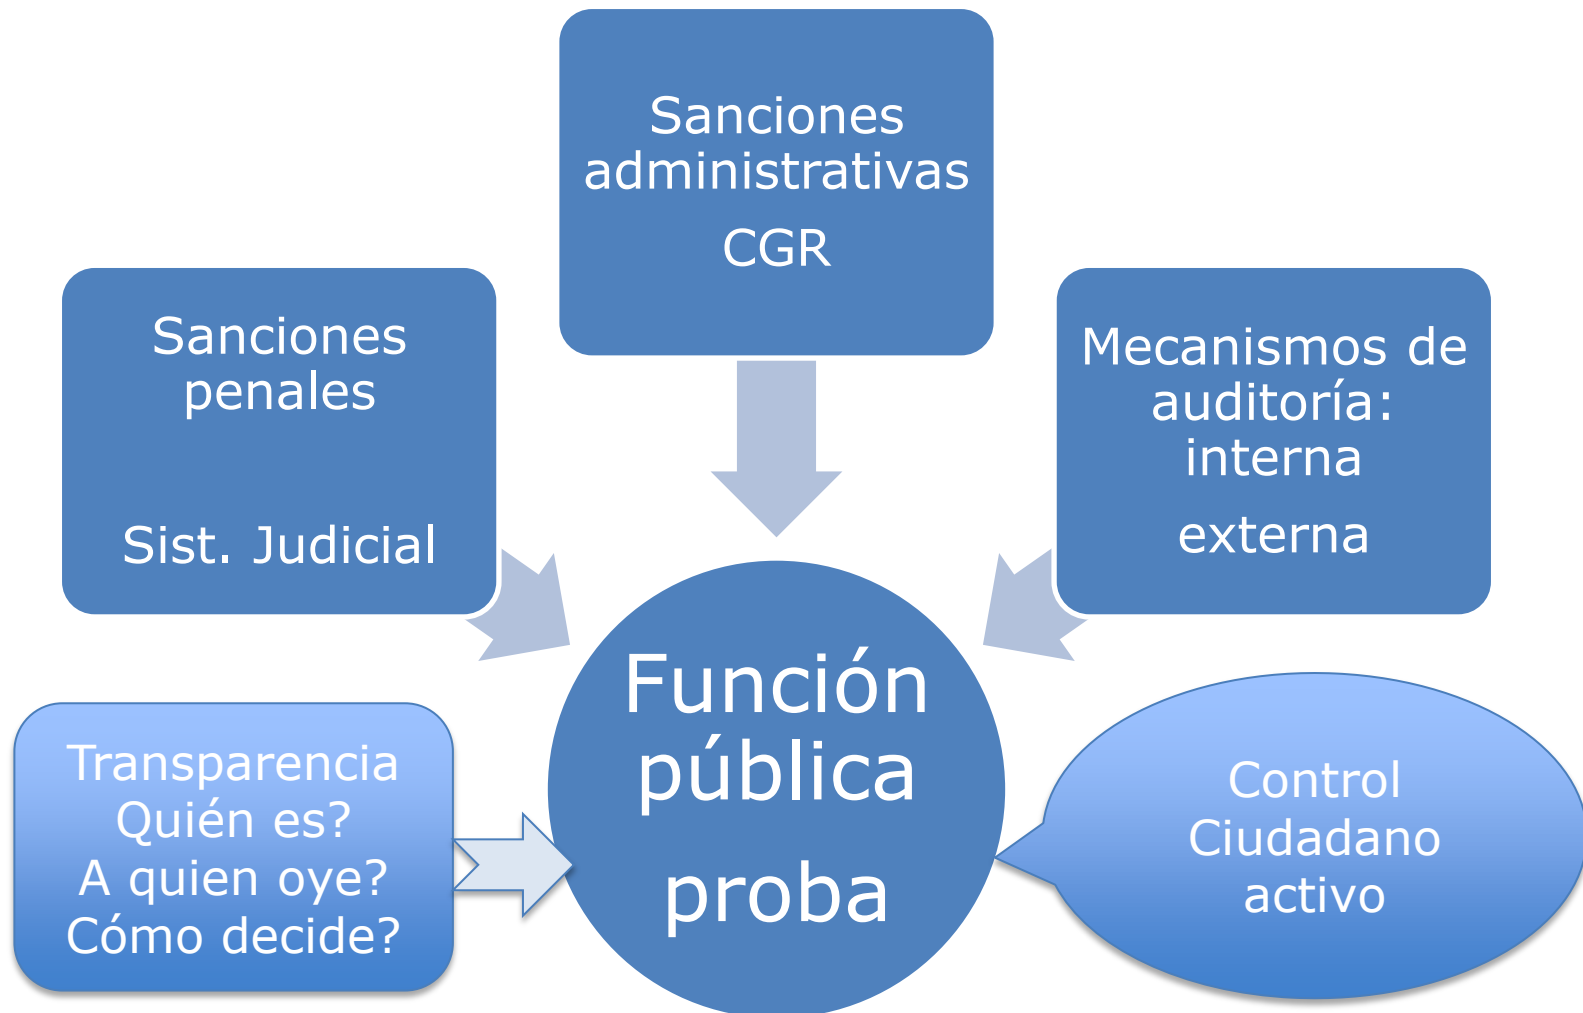 Sanciones
administrativas
CGR
Sanciones
penales
Sist. Judicial
Mecanismos de
auditoría:
interna
externa
Función
pública
proba
Transparencia
Quién es?
A quien oye?
Cómo decide?
Control
Ciudadano
activo